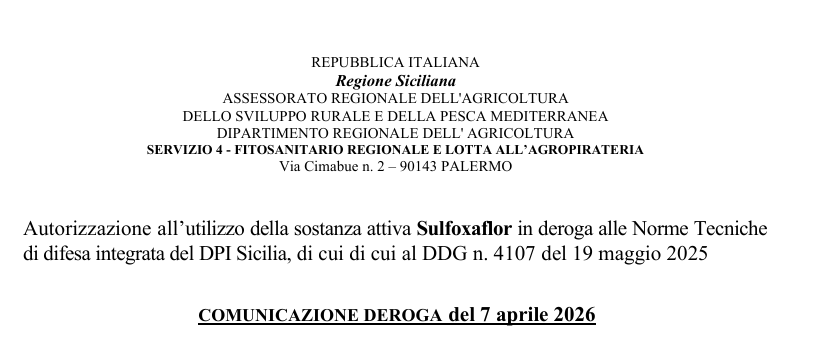 REPUBBLICA ITALIANA
Regione Siciliana
ASSESSORATO REGIONALE DELL'AGRICOLTURA
DELLO SVILUPPO RURALE E DELLA PESCA MEDITERRANEA
DIPARTIMENTO REGIONALE DELL' AGRICOLTURA
SERVIZIO 4 - FITOSANITARIO REGIONALE E LOTTA ALL’AGROPIRATERIA
Via Cimabue n. 2 – 90143 PALERMO
Autorizzazione all’utilizzo della sostanza attiva Sulfoxaflor in deroga alle Norme Tecniche
di difesa integrata del DPI Sicilia, di cui di cui al DDG n. 4107 del 19 maggio 2025
COMUNICAZIONE DEROGA del 7 aprile 2026